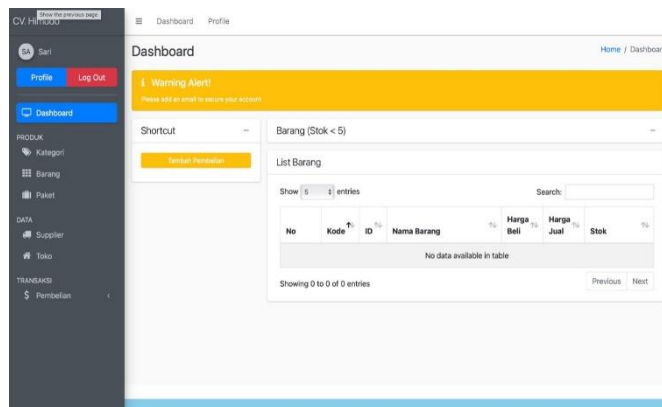 Show the previous page
CV. Himodo
Dashboard Profile
SA Sari
Profile Log Out
Dashboard
PRODUK
Kategori
Barang
Paket
DATA
Supplier
Toko
TRANSAKSI
$ Pembelian
Dashboard
Home / Dashboar
Warning Alert!
Please add an email to secure your account
Shortcut
Tambah Pembelian
Barang (Stok < 5)
List Barang
Show 5 entries
Search:
No Kode ID Nama Barang Harga Beli Harga Jual Stok
No data available in table
Showing 0 to 0 of 0 entries
Previous Next